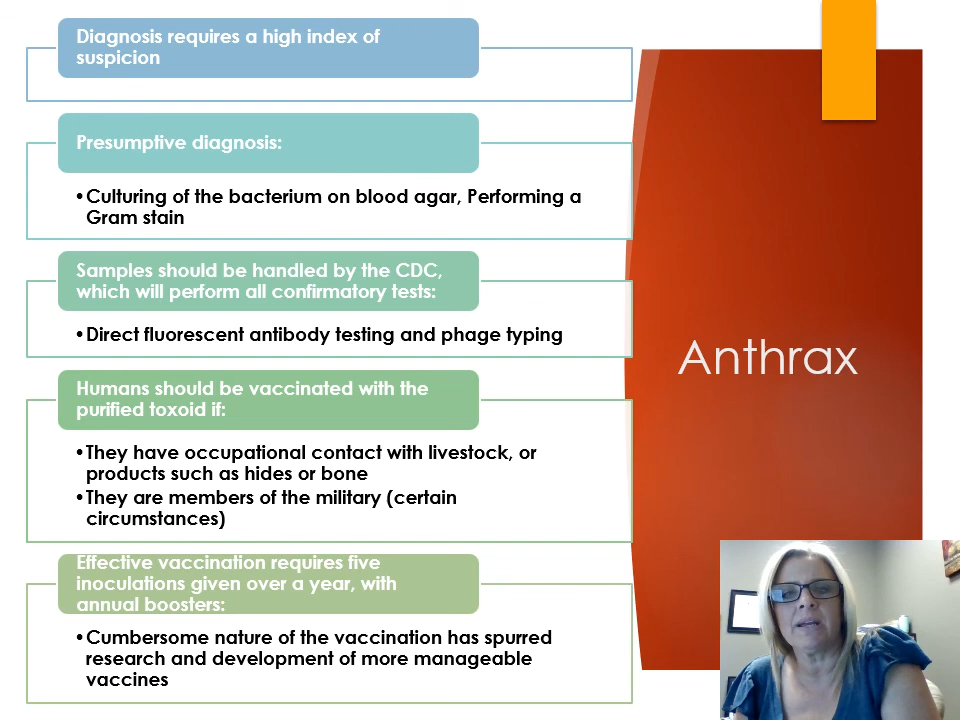 Diagnosis requires a high index of
suspicion
Presumptive diagnosis:
•Culturing of the bacterium on blood agar, Performing a
Gram stain
Samples should be handled by the CDC,
which will perform all confirmatory tests:
•Direct fluorescent antibody testing and phage typing
Humans should be vaccinated with the
purified toxoid if:
•They have occupational contact with livestock, or
products such as hides or bone
•They are members of the military (certain
circumstances)
Effective vaccination requires five
inoculations given over a year, with
annual boosters:
•Cumbersome nature of the vaccination has spurred
research and development of more manageable
vaccines
Anthrax